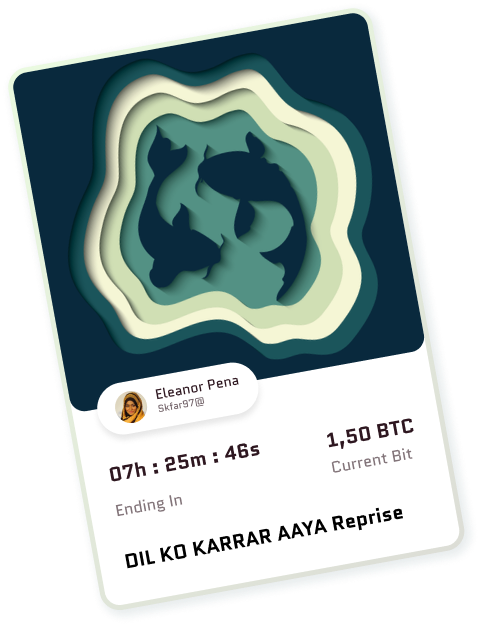 Eleanor Pena
Skfar97@
07h : 25m : 46s
1,50 BTC
Ending In
Current Bit
DIL KO KARRAR AAYA Reprise